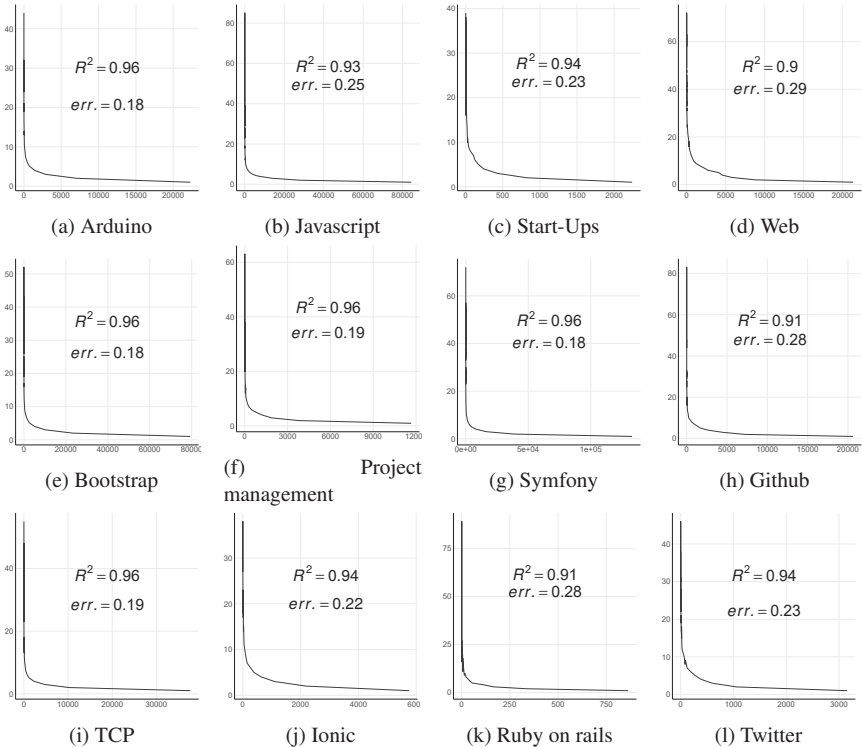 40
30
20
10
0
R² = 0.96
err. = 0.18
0 5000 10000 15000 20000
(a) Arduino
80
60
40
20
0
R² = 0.93
err. = 0.25
0 20000 40000 60000 80000
(b) Javascript
40
30
20
10
0
R² = 0.94
err. = 0.23
0 500 1000 1500 2000
(c) Start-Ups
60
40
20
0
R² = 0.9
err. = 0.29
0 5000 10000 15000 20000
(d) Web
50
40
30
20
10
0
R² = 0.96
err. = 0.18
0 20000 40000 60000 80000
(e) Bootstrap
60
40
20
0
R² = 0.96
err. = 0.19
0 3000 6000 9000 1200
(f) Project
management
60
40
20
0
R² = 0.96
err. = 0.18
0e+00 5e+04 1e+05
(g) Symfony
80
60
40
20
0
R² = 0.91
err. = 0.28
0 5000 10000 15000 20000
(h) Github
40
20
0
R² = 0.96
err. = 0.19
0 10000 20000 30000
(i) TCP
30
20
10
0
R² = 0.94
err. = 0.22
0 200 400 600
(j) Ionic
75
50
25
0
R² = 0.91
err. = 0.28
0 250 500 750
(k) Ruby on rails
40
30
20
10
0
R² = 0.94
err. = 0.23
0 1000 2000 3000
(l) Twitter